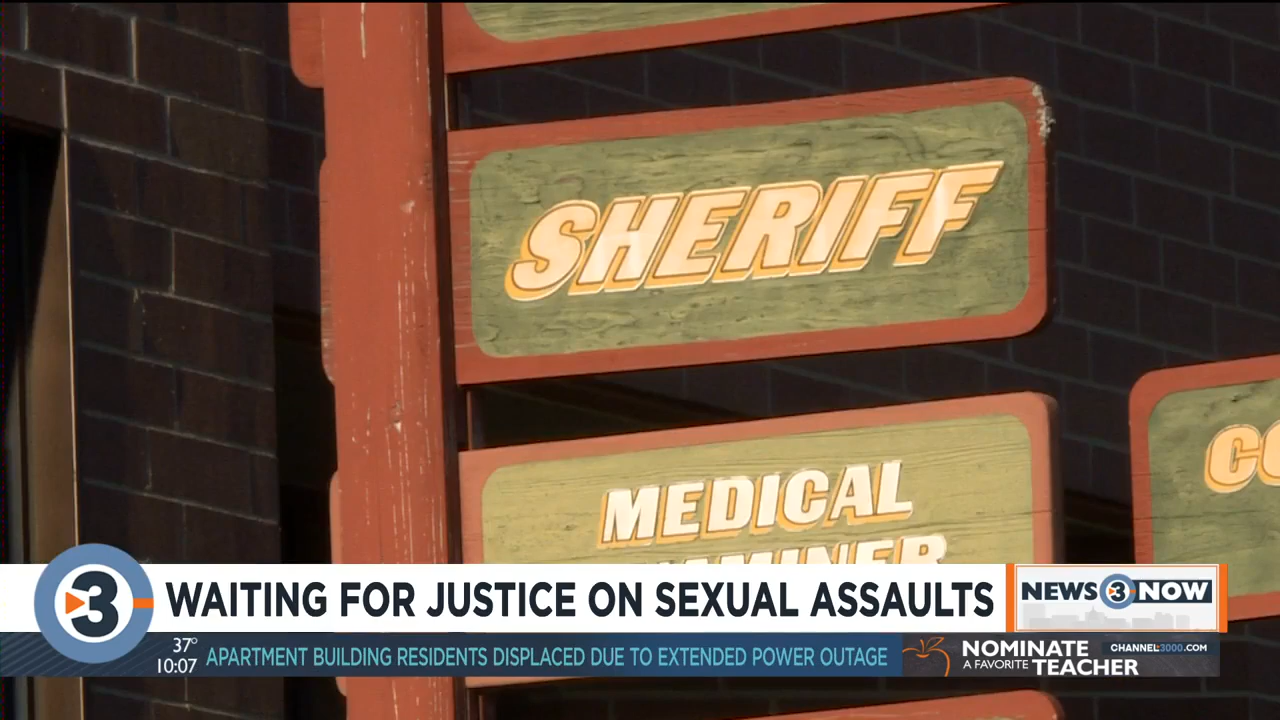 SHERIFF
MEDICAL
EXAMINER
3
WAITING FOR JUSTICE ON SEXUAL ASSAULTS
NEWS 3 NOW
37°
10:07
APARTMENT BUILDING RESIDENTS DISPLACED DUE TO EXTENDED POWER OUTAGE
NOMINATE
A FAVORITE TEACHER
CHANNEL3000.COM